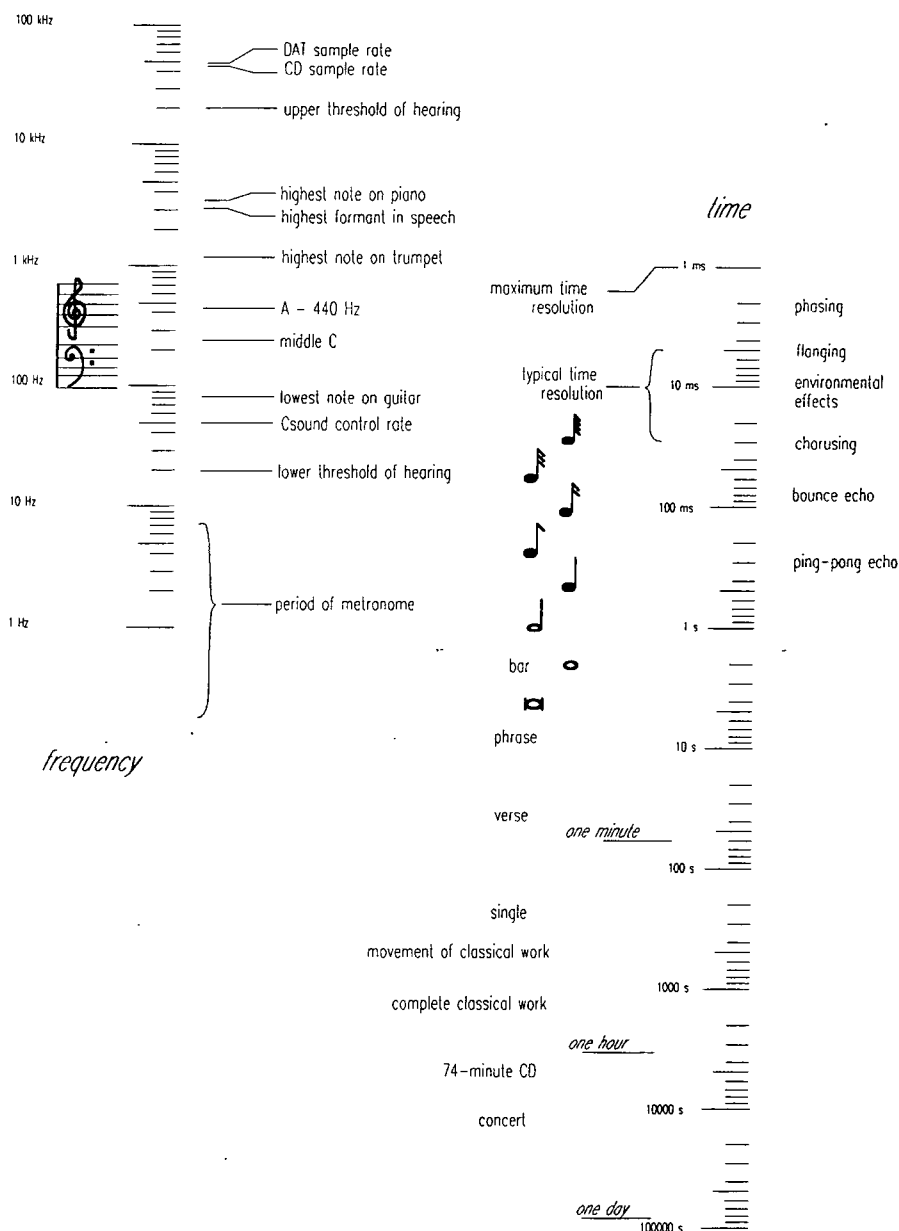 100 kHz
DAT sample rate
CD sample rate
upper threshold of hearing
10 kHz
highest note on piano
highest formant in speech
1 kHz
highest note on trumpet
A - 440 Hz
middle C
100 Hz
lowest note on guitar
Csound control rate
lower threshold of hearing
10 Hz
period of metronome
1 Hz
frequency
time
1 ms
maximum time
resolution
phasing
flanging
typical time
resolution
10 ms
environmental
effects
chorusing
bounce echo
100 ms
ping-pong echo
1 s
bar
phrase
10 s
verse
one minute
100 s
single
movement of classical work
1000 s
complete classical work
one hour
74-minute CD
10000 s
concert
one day
100000 s